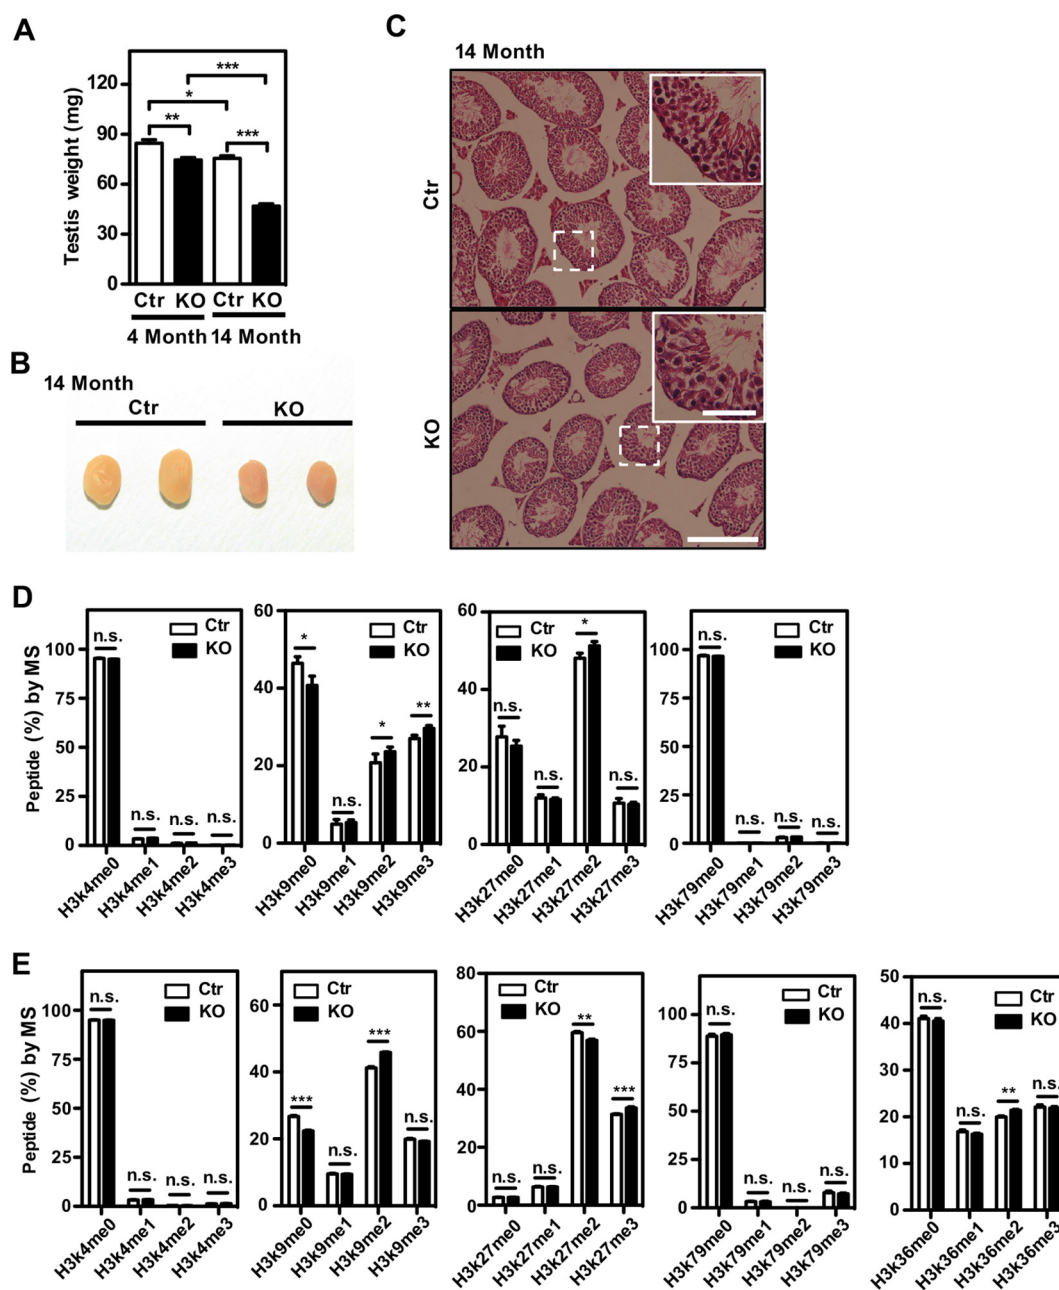 A
Testis weight (mg)
120
90
60
30
0
***
*
**
***
Ctr KO Ctr KO
4 Month 14 Month
B
14 Month
Ctr KO
C
14 Month
Ctr
KO
D
Peptide (%) by MS
100
75
50
25
0
Ctr
KO
n.s.
n.s.
n.s.
n.s.
H3k4me0
H3k4me1
H3k4me2
H3k4me3
60
40
20
0
Ctr
KO
*
n.s.
*
**
H3k9me0
H3k9me1
H3k9me2
H3k9me3
60
40
20
0
Ctr
KO
n.s.
n.s.
*
n.s.
H3k27me0
H3k27me1
H3k27me2
H3k27me3
100
50
0
Ctr
KO
n.s.
n.s.
n.s.
n.s.
H3k79me0
H3k79me1
H3k79me2
H3k79me3
E
Peptide (%) by MS
100
75
50
25
0
Ctr
KO
n.s.
n.s.
n.s.
n.s.
H3k4me0
H3k4me1
H3k4me2
H3k4me3
60
40
20
0
Ctr
KO
***
n.s.
***
n.s.
H3k9me0
H3k9me1
H3k9me2
H3k9me3
80
60
40
20
0
Ctr
KO
n.s.
n.s.
**
***
H3k27me0
H3k27me1
H3k27me2
H3k27me3
100
50
0
Ctr
KO
n.s.
n.s.
n.s.
n.s.
H3k79me0
H3k79me1
H3k79me2
H3k79me3
50
40
30
20
10
0
Ctr
KO
n.s.
n.s.
**
n.s.
H3k36me0
H3k36me1
H3k36me2
H3k36me3